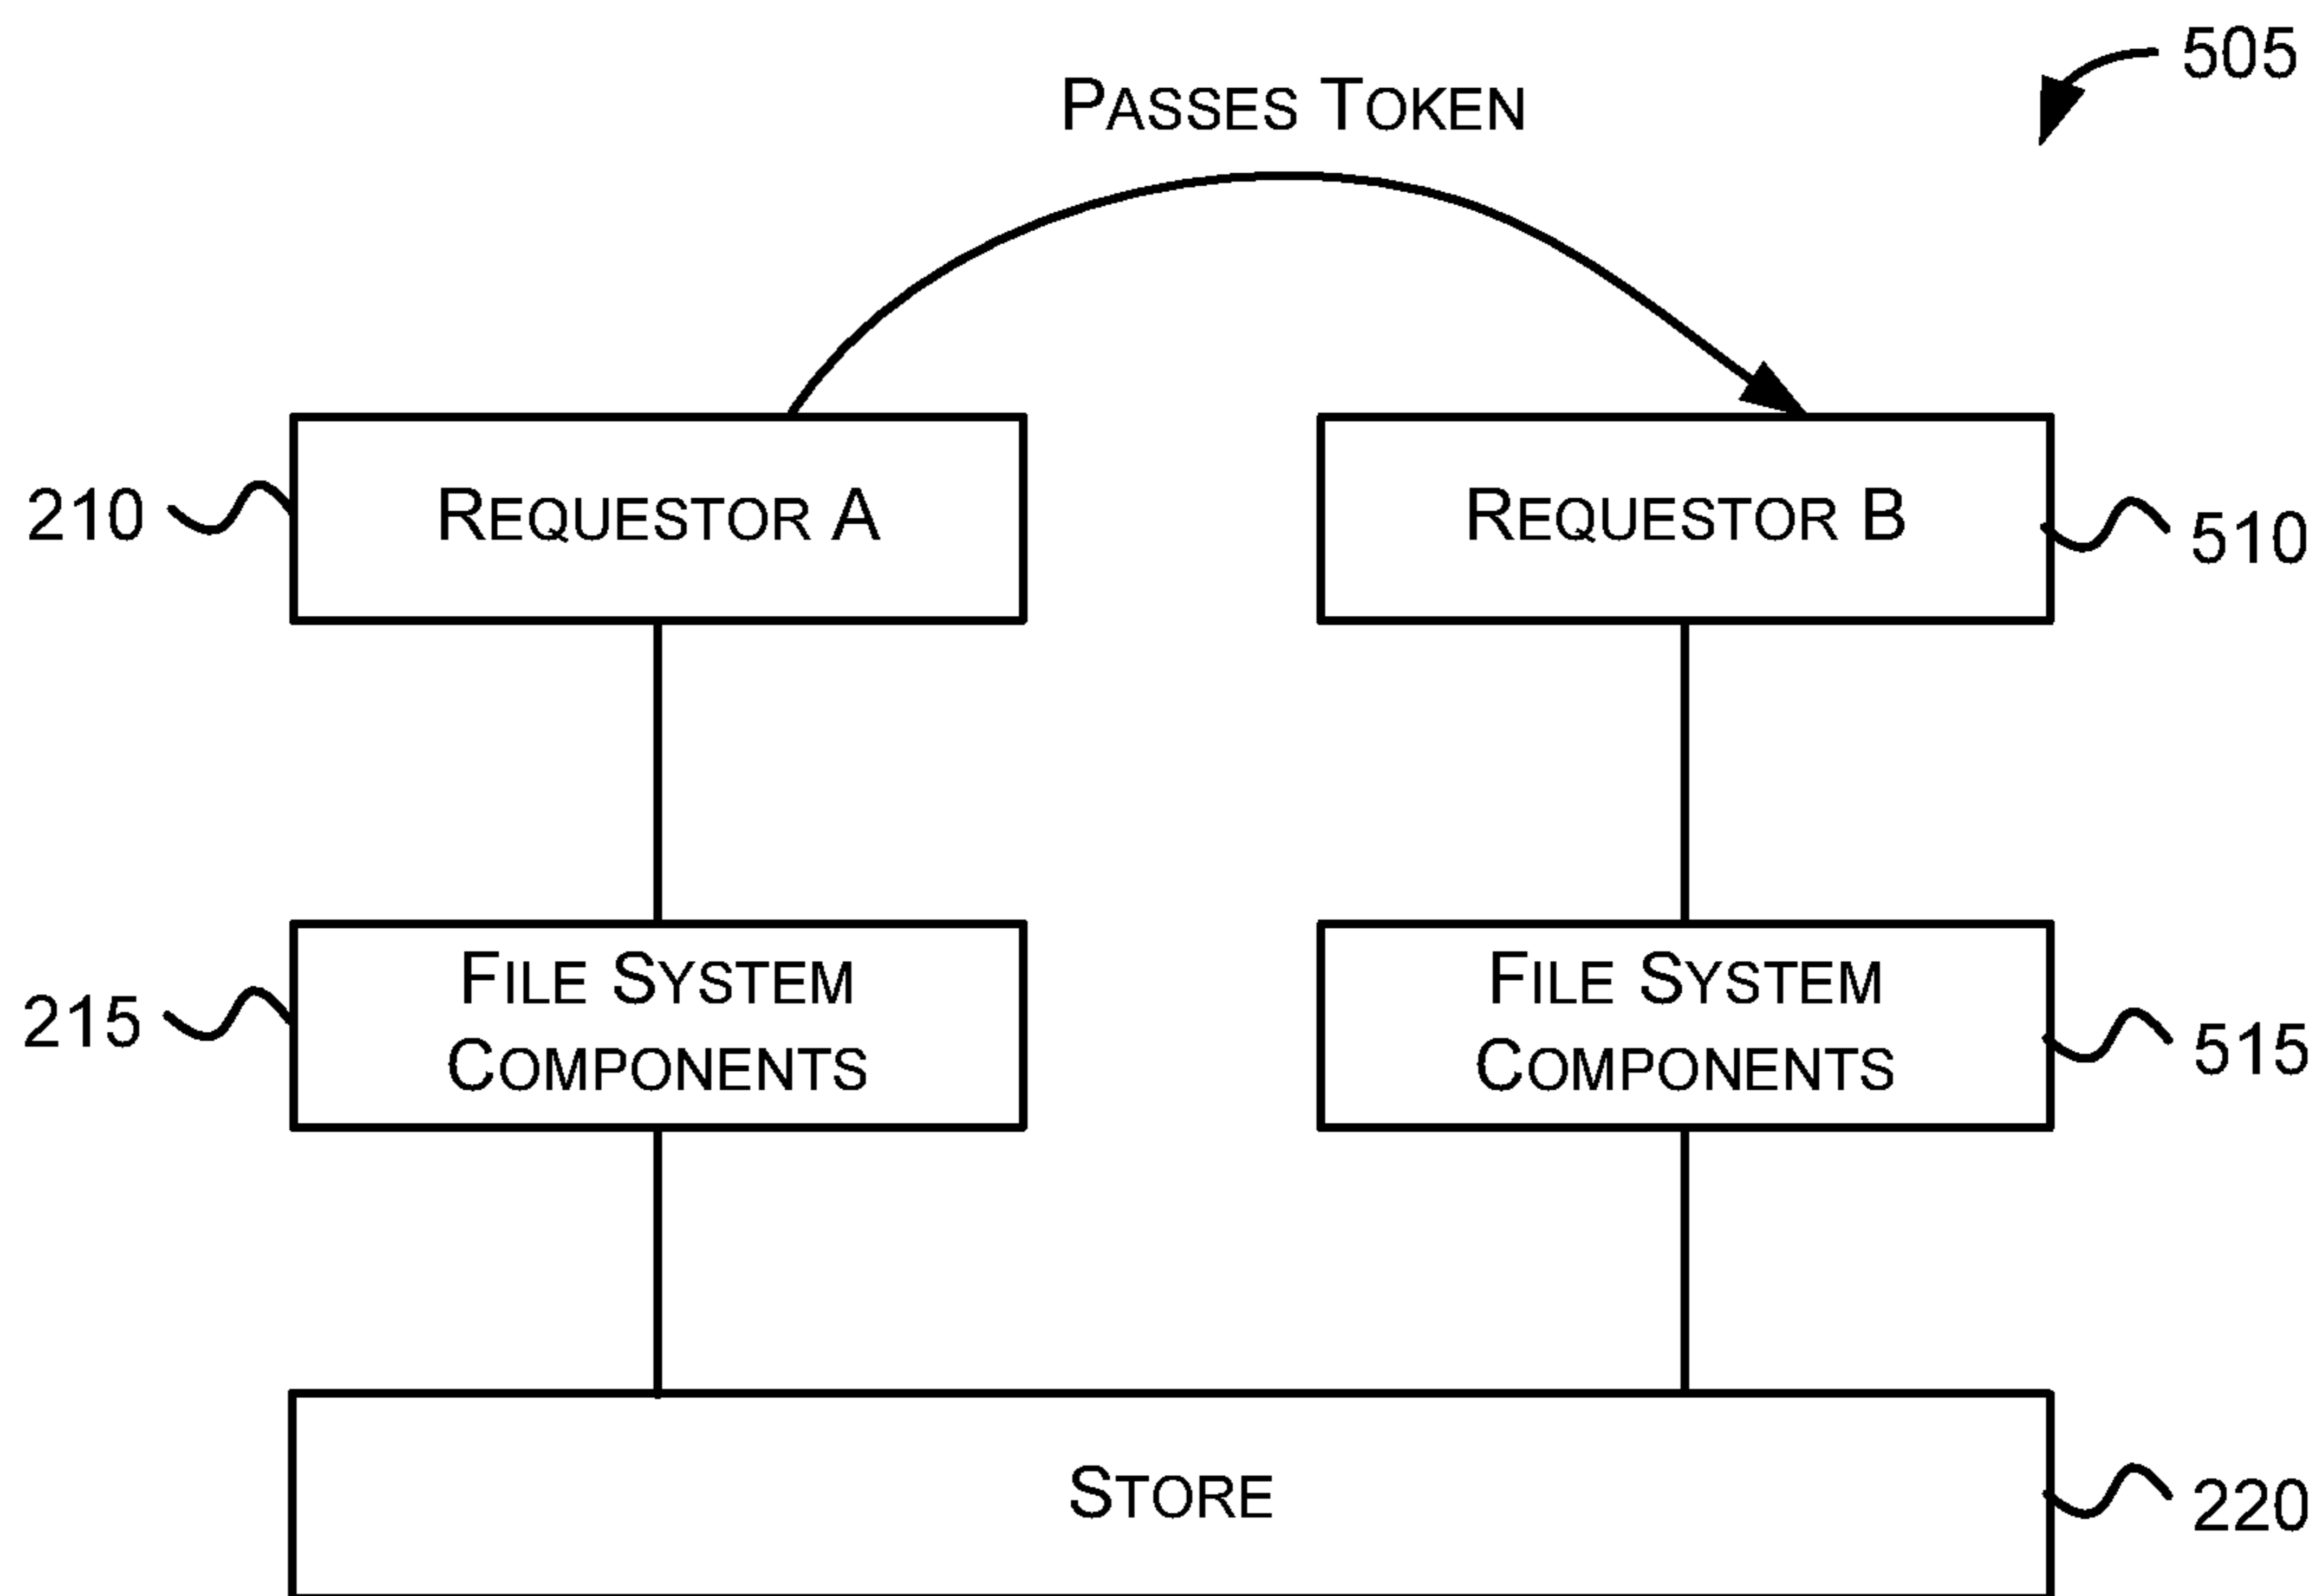 505
PASSES TOKEN
210
REQUESTOR A
REQUESTOR B
510
215
FILE SYSTEM
COMPONENTS
FILE SYSTEM
COMPONENTS
515
STORE
220